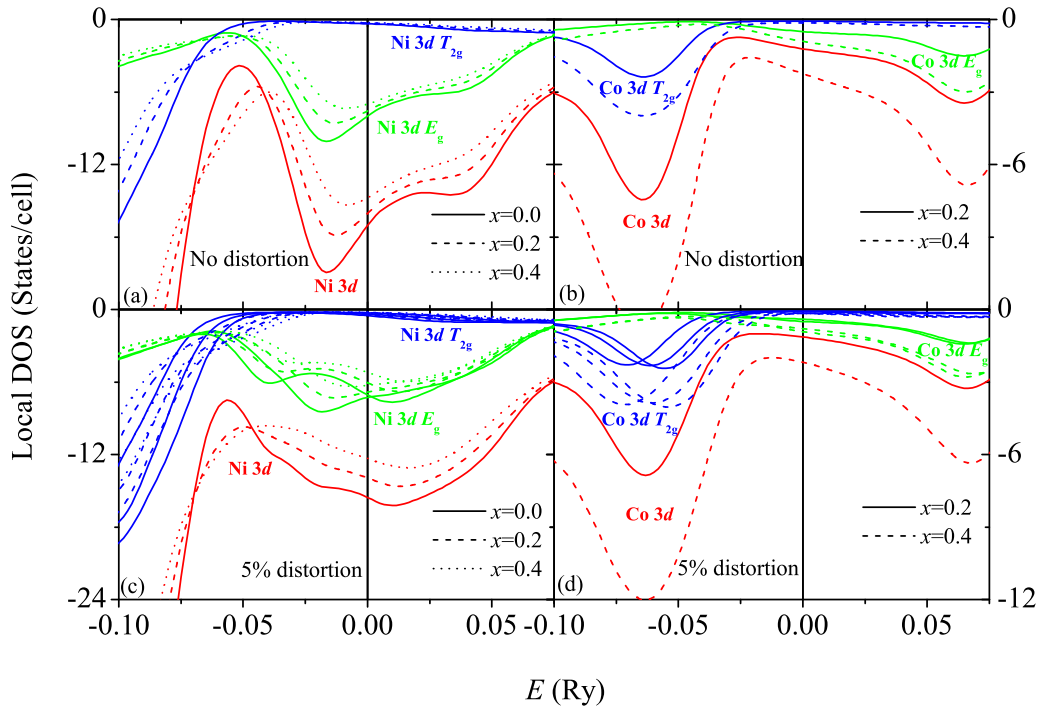 0
0
Ni 3d T2g
Co 3d Eg
Co 3d T2g
Ni 3d Eg
-12
-6
x=0.0
x=0.2
Co 3d
x=0.2
x=0.4
No distortion
x=0.4
No distortion
(a)
Ni 3d
(b)
0
0
Ni 3d T2g
Co 3d Eg
Ni 3d Eg
Co 3d T2g
-12
-6
Ni 3d
x=0.0
x=0.2
Co 3d
x=0.2
x=0.4
5% distortion
x=0.4
5% distortion
(c)
(d)
-24
-12
-0.10
-0.05
0.00
0.05
-0.10
-0.05
0.00
0.05
Local DOS (States/cell)
E (Ry)